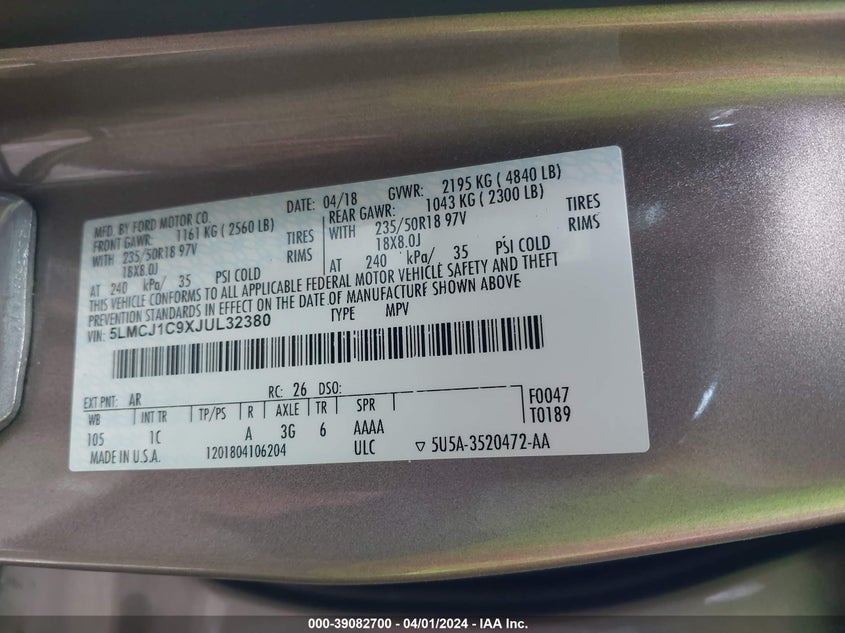 MFD. BY FORD MOTOR CO. DATE: 04/18 GVWR: 2195 KG ( 4840 LB)
FRONT GAWR: 1161 KG ( 2560 LB) REAR GAWR: 1043 KG ( 2300 LB)
WITH 235/50R18 97V TIRES WITH 235/50R18 97V TIRES
18X8.0J RIMS 18X8.0J RIMS
AT 240 kPa/ 35 PSI COLD AT 240 kPa/ 35 PSI COLD
THIS VEHICLE CONFORMS TO ALL APPLICABLE FEDERAL MOTOR VEHICLE SAFETY AND THEFT
PREVENTION STANDARDS IN EFFECT ON THE DATE OF MANUFACTURE SHOWN ABOVE
VIN: 5LMCJ1C9XJUL32380 TYPE MPV
EXT PNT: AR RC: 26 DSO: F0047
WB INT TR TP/PS R AXLE TR SPR T0189
105 1C A 3G 6 AAAA
MADE IN U.S.A. 1201804106204 ULC ▽ 5U5A-3520472-AA
000-39082700 - 04/01/2024 - IAA Inc.